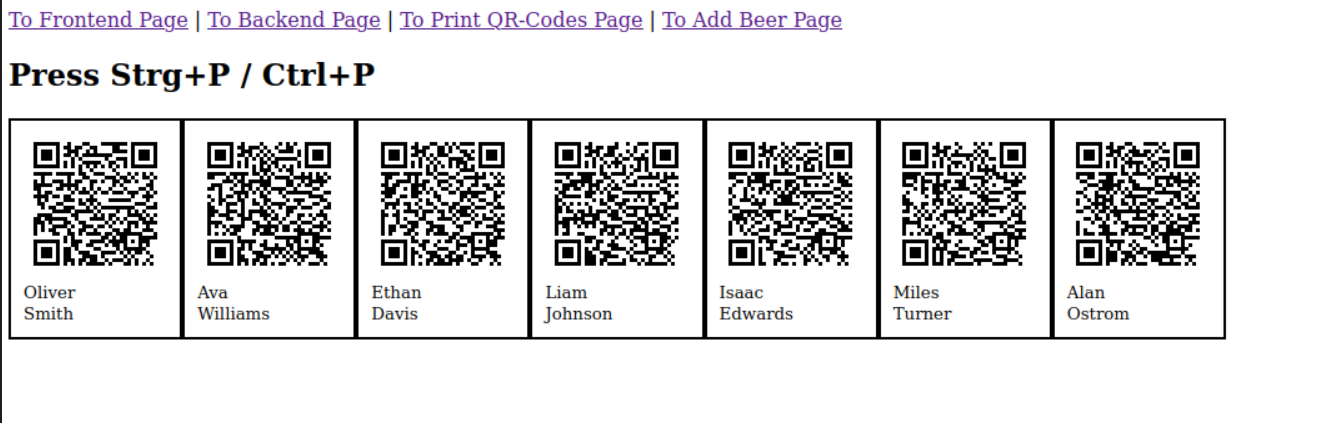 To Frontend Page | To Backend Page | To Print QR-Codes Page | To Add Beer Page
Press Strg+P / Ctrl+P
Oliver
Smith
Ava
Williams
Ethan
Davis
Liam
Johnson
Isaac
Edwards
Miles
Turner
Alan
Ostrom